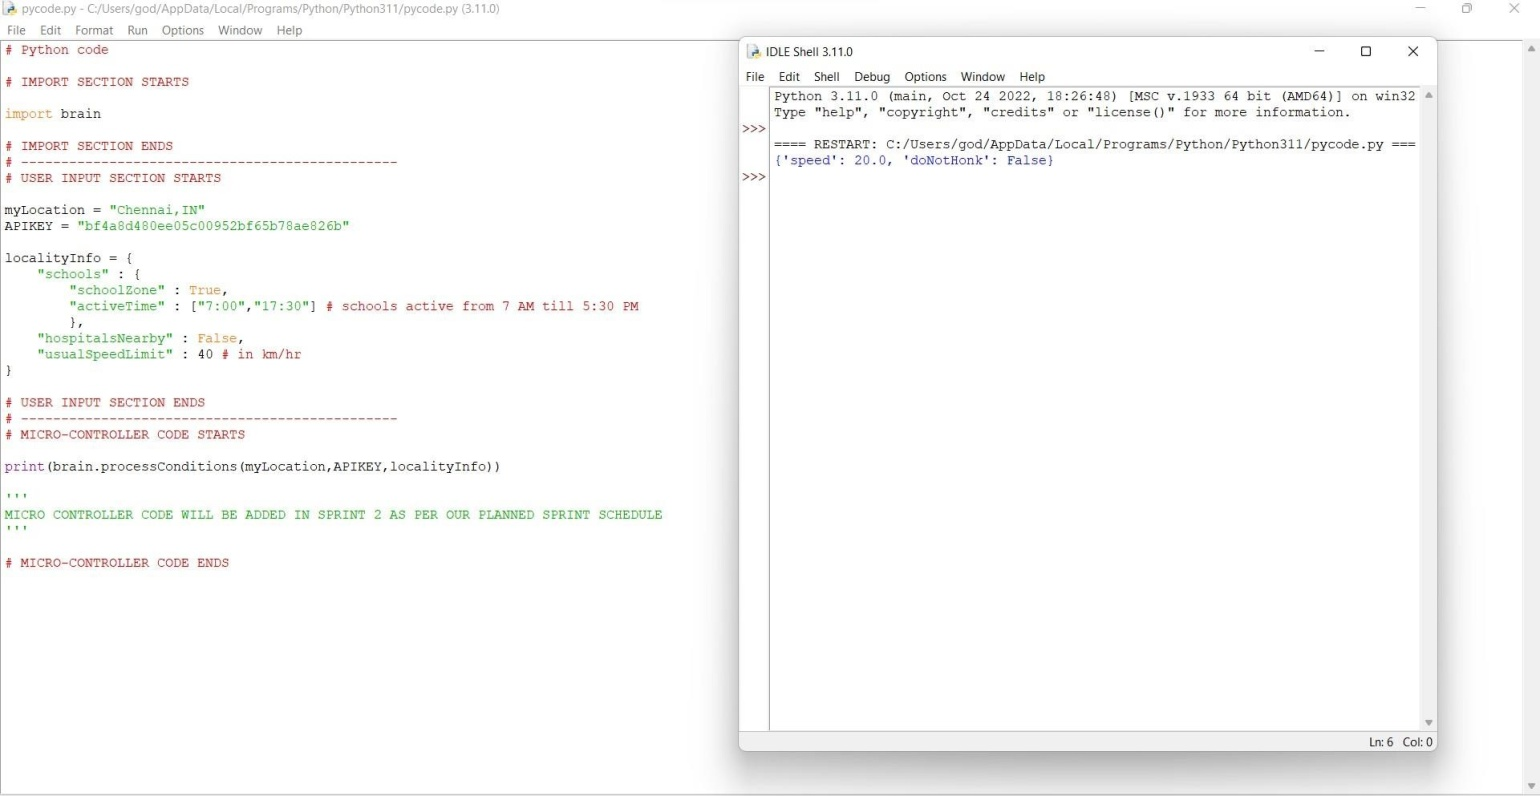 pycode.py - C:/Users/god/AppData/Local/Programs/Python/Python311/pycode.py (3.11.0)
File Edit Format Run Options Window Help
# Python code
# IMPORT SECTION STARTS
import brain
# IMPORT SECTION ENDS
# -----------------------------------------------
# USER INPUT SECTION STARTS
myLocation = "Chennai,IN"
APIKEY = "bf4a8d480ee05c00952bf65b78ae826b"
localityInfo = {
    "schools" : {
        "schoolZone" : True,
        "activeTime" : ["7:00","17:30"] # schools active from 7 AM till 5:30 PM
        },
    "hospitalsNearby" : False,
    "usualSpeedLimit" : 40 # in km/hr
}
# USER INPUT SECTION ENDS
# -----------------------------------------------
# MICRO-CONTROLLER CODE STARTS
print(brain.processConditions(myLocation,APIKEY,localityInfo))
'''
MICRO CONTROLLER CODE WILL BE ADDED IN SPRINT 2 AS PER OUR PLANNED SPRINT SCHEDULE
'''
# MICRO-CONTROLLER CODE ENDS
IDLE Shell 3.11.0
File Edit Shell Debug Options Window Help
Python 3.11.0 (main, Oct 24 2022, 18:26:48) [MSC v.1933 64 bit (AMD64)] on win32
Type "help", "copyright", "credits" or "license()" for more information.
>>>
==== RESTART: C:/Users/god/AppData/Local/Programs/Python/Python311/pycode.py ===
{'speed': 20.0, 'doNotHonk': False}
>>>
Ln: 6 Col: 0